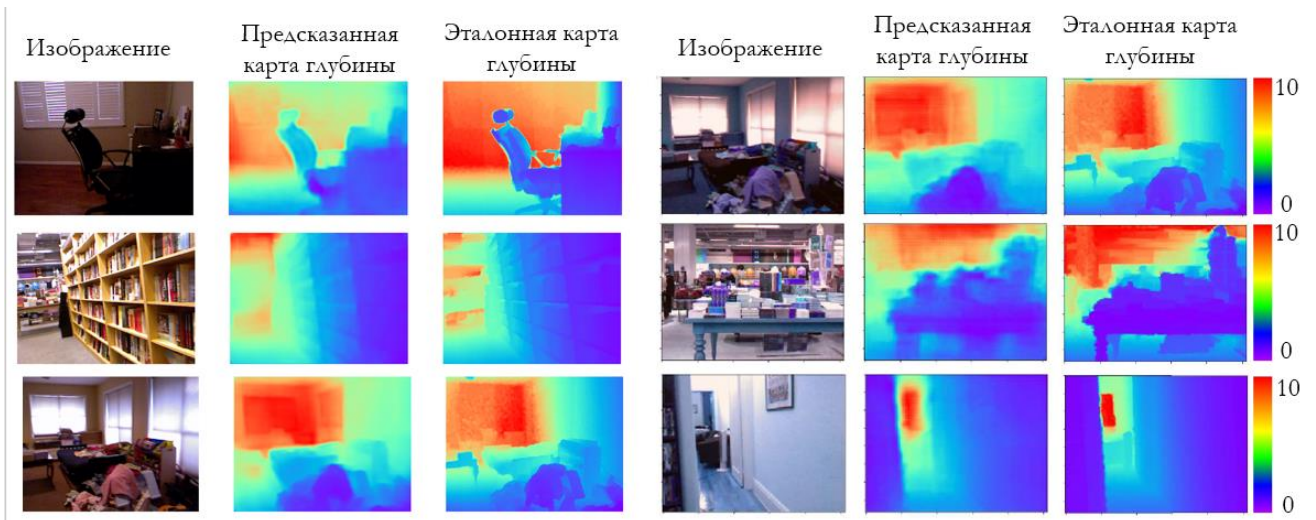 Изображение
Предсказанная
карта глубины
Эталонная карта
глубины
Изображение
Предсказанная
карта глубины
Эталонная карта
глубины
10
0
10
0
10
0